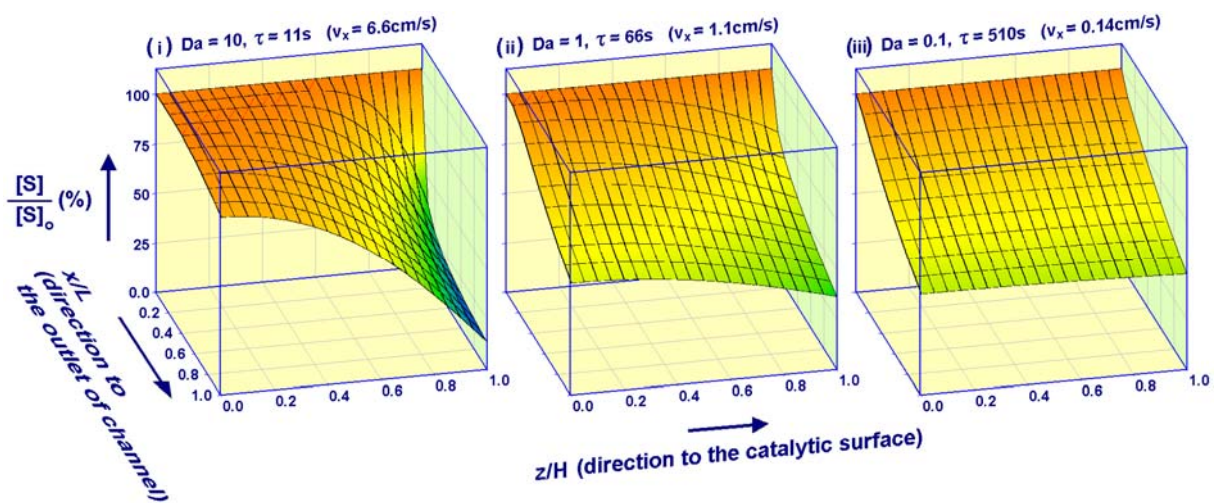 (i) Da = 10, τ = 11s (vₓ = 6.6cm/s)
(ii) Da = 1, τ = 66s (vₓ = 1.1cm/s)
(iii) Da = 0.1, τ = 510s (vₓ = 0.14cm/s)
100
75
50
25
0.0
[S]
[S]ₒ
(%)
0.2
0.4
0.6
0.8
1.0
x/L
(direction to
the outlet of channel)
0.0 0.2 0.4 0.6 0.8 1.0
0.0 0.2 0.4 0.6 0.8 1.0
0.0 0.2 0.4 0.6 0.8 1.0
z/H (direction to the catalytic surface)